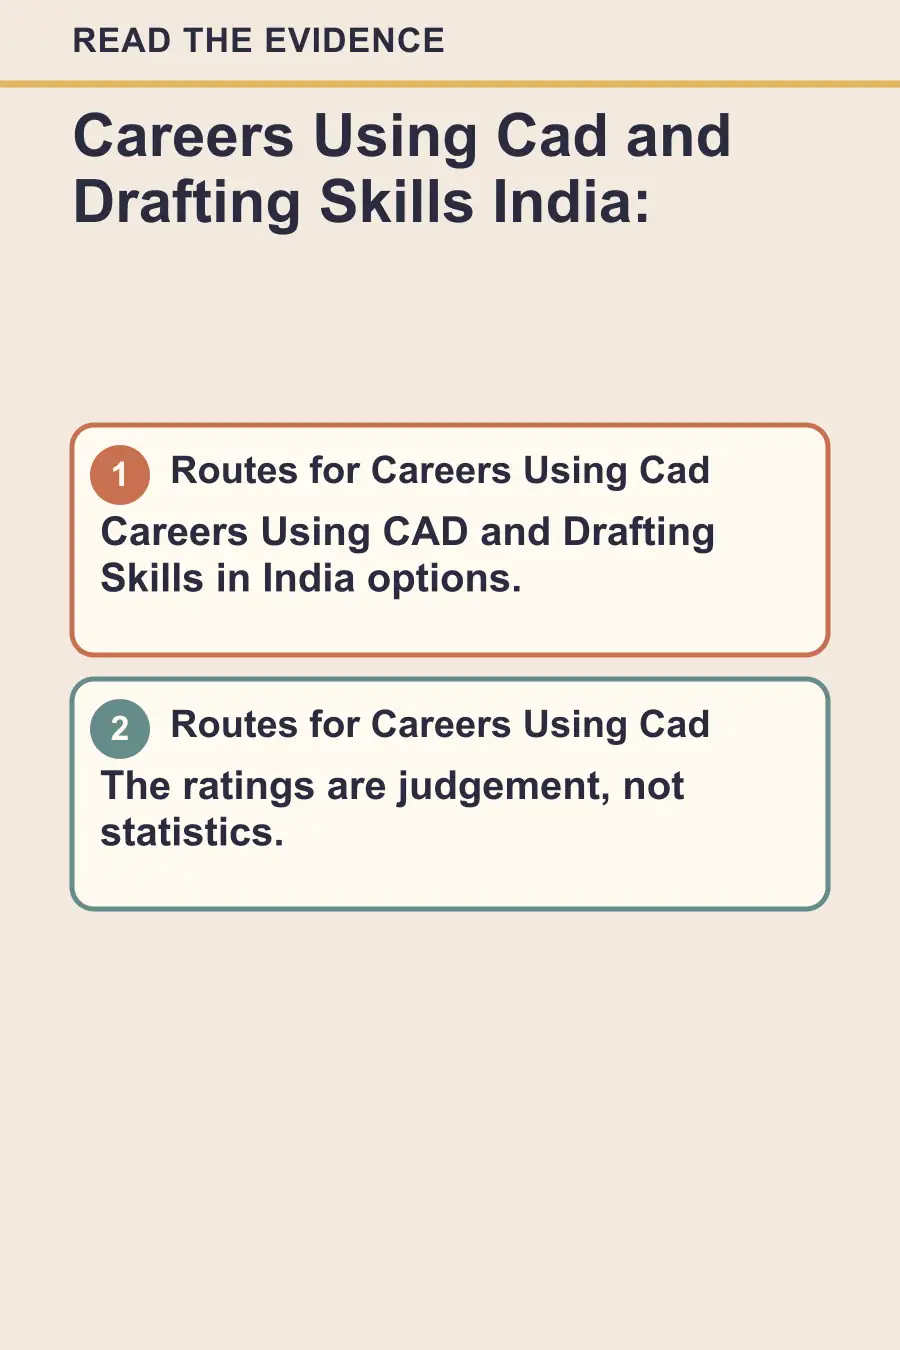 READ THE EVIDENCE
Careers Using Cad and
Drafting Skills India:
1 Routes for Careers Using Cad
Careers Using CAD and Drafting
Skills in India options.
2 Routes for Careers Using Cad
The ratings are judgement, not
statistics.